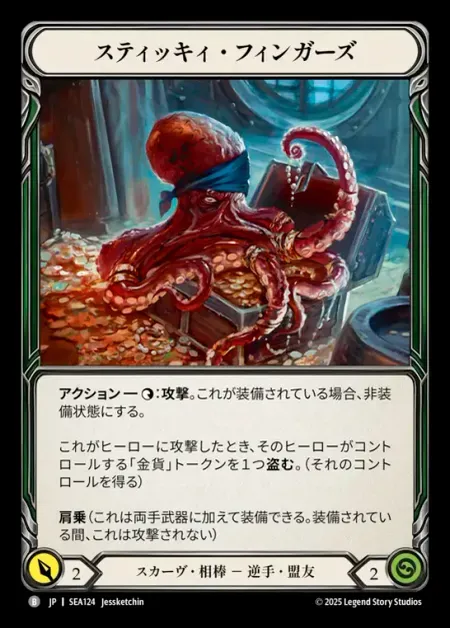 スティッキィ・フィンガーズ
アクション ー :攻撃。これが装備されている場合、非装
備状態にする。
これがヒーローに攻撃したとき、そのヒーローがコント
ロールする「金貨」トークンを1つ盗む。(それのコント
ロールを得る)
肩乗(これは両手武器に加えて装備できる。装備されてい
る間、これは攻撃されない)
2
スカーヴ・相棒 ー 逆手・盟友
2
B JP | SEA124 Jessketchin
© 2025 Legend Story Studios